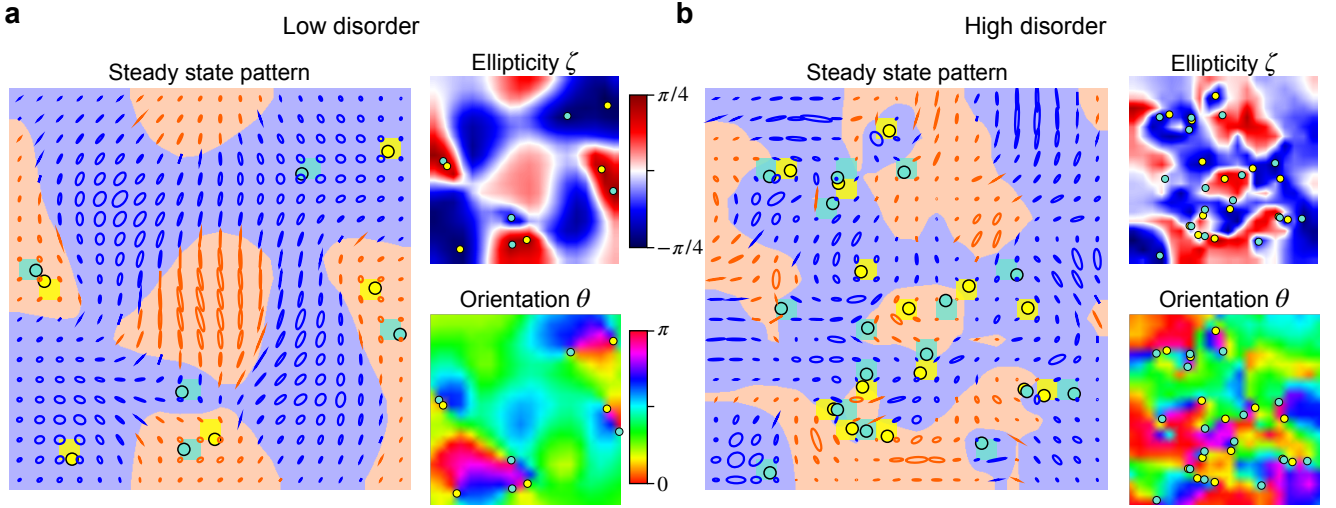 a
Low disorder
Steady state pattern
Ellipticity ζ
π/4
−π/4
Orientation θ
π
0
b
High disorder
Steady state pattern
Ellipticity ζ
Orientation θ